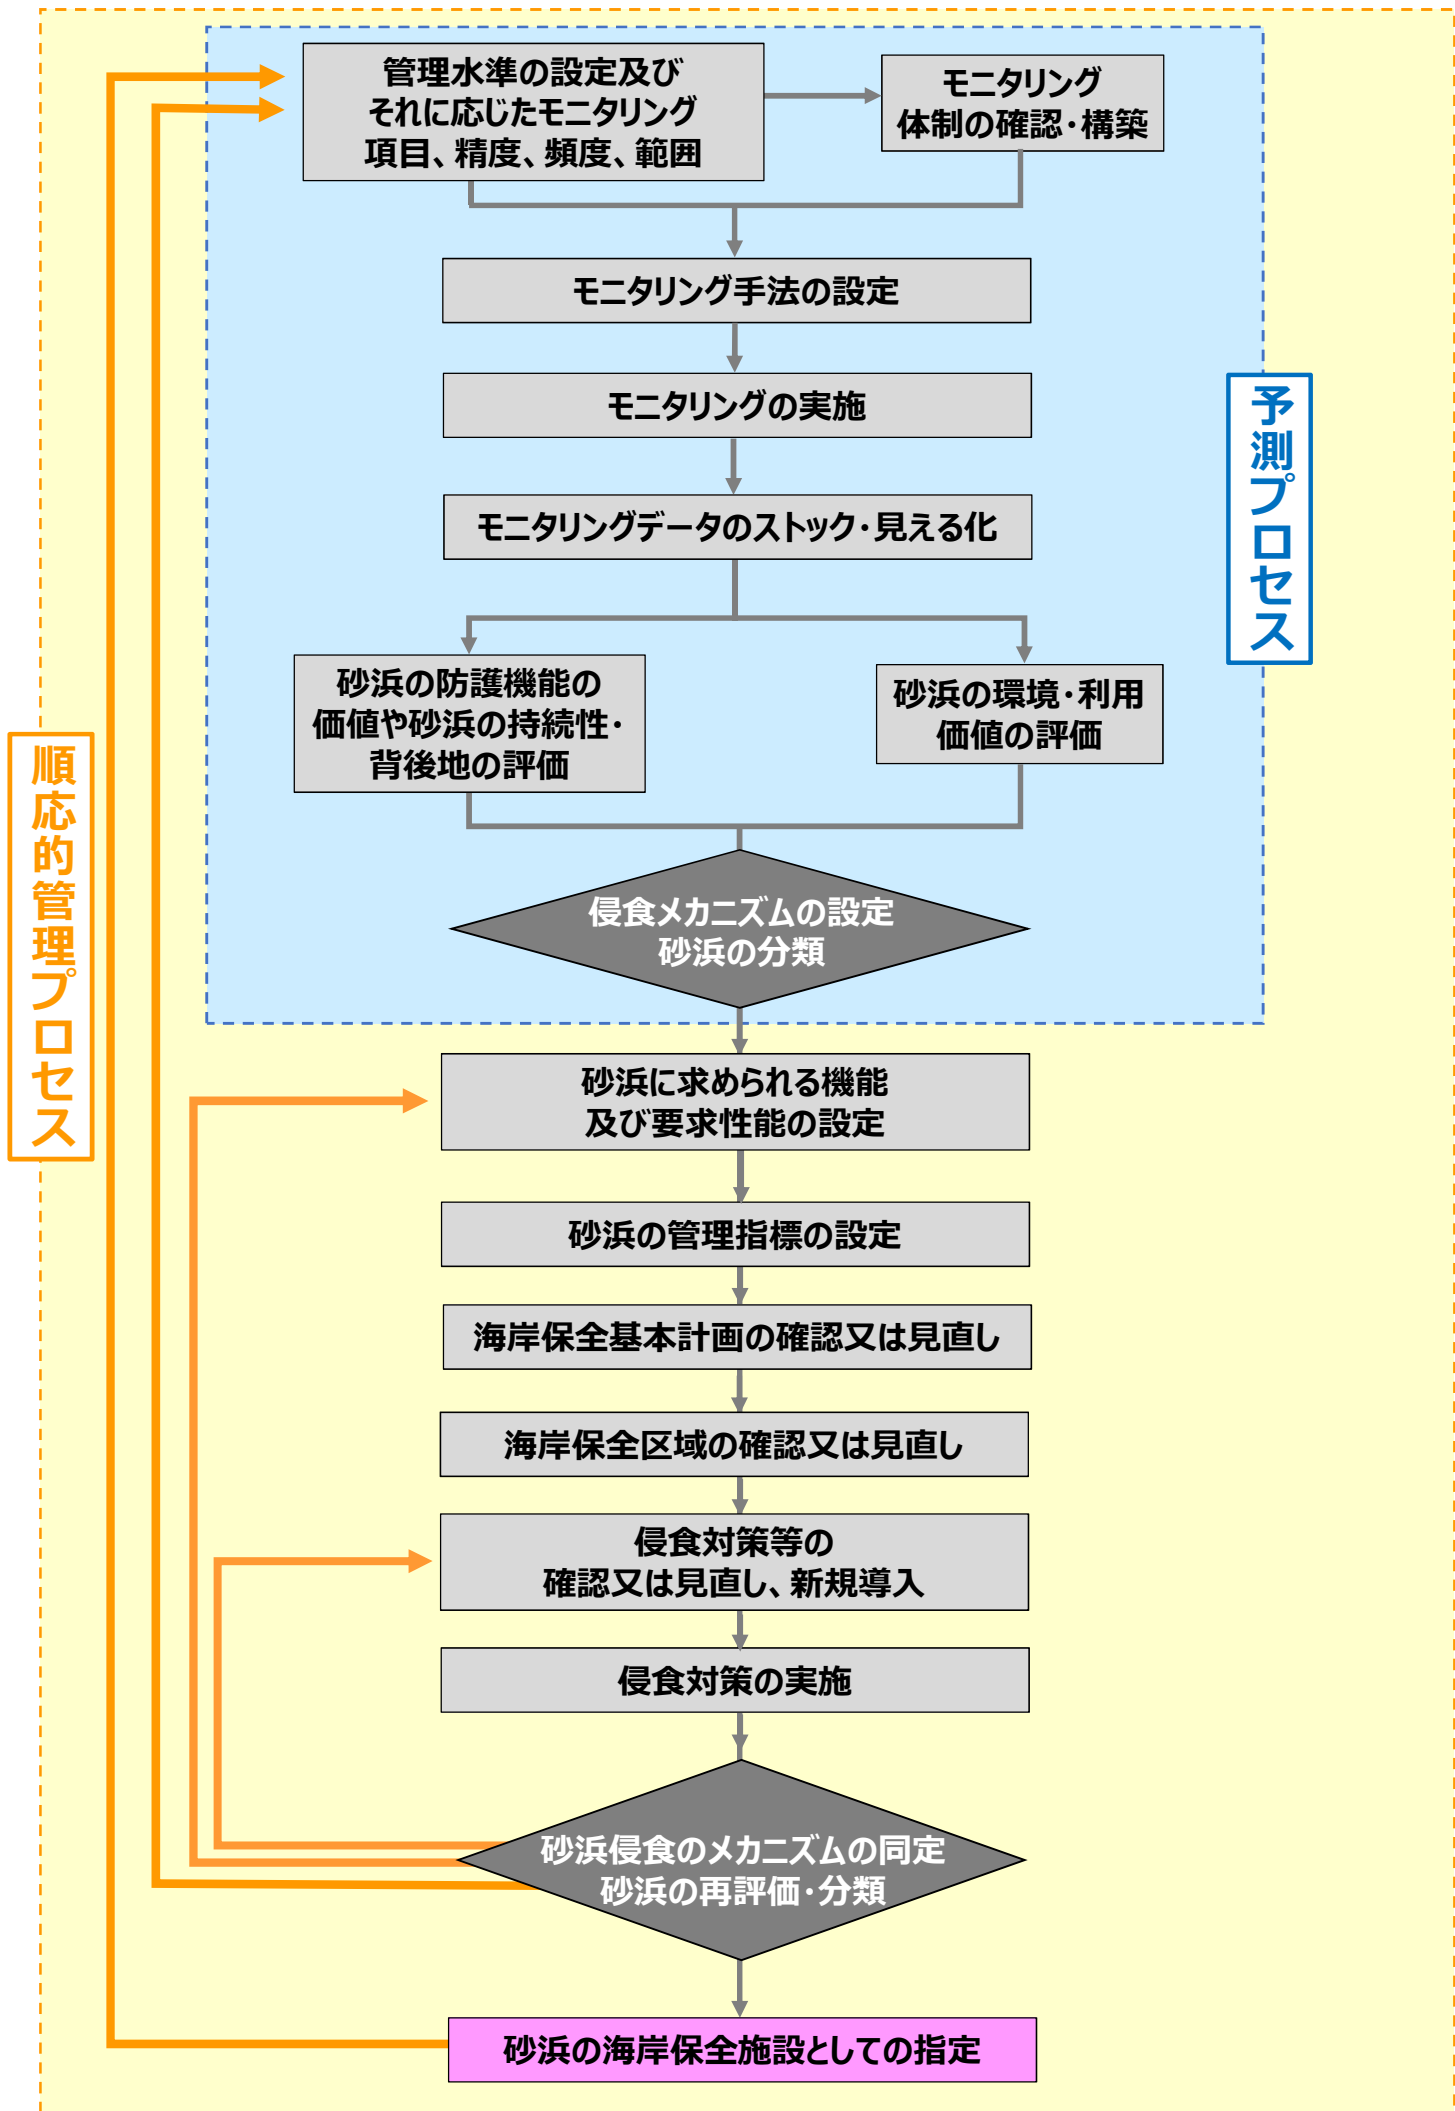 管理水準の設定及び
それに応じたモニタリング
項目、精度、頻度、範囲
モニタリング
体制の確認・構築
モニタリング手法の設定
モニタリングの実施
モニタリングデータのストック・見える化
予測プロセス
砂浜の防護機能の
価値や砂浜の持続性・
背後地の評価
砂浜の環境・利用
価値の評価
順応的管理プロセス
侵食メカニズムの設定
砂浜の分類
砂浜に求められる機能
及び要求性能の設定
砂浜の管理指標の設定
海岸保全基本計画の確認又は見直し
海岸保全区域の確認又は見直し
侵食対策等の
確認又は見直し、新規導入
侵食対策の実施
砂浜侵食のメカニズムの同定
砂浜の再評価・分類
砂浜の海岸保全施設としての指定